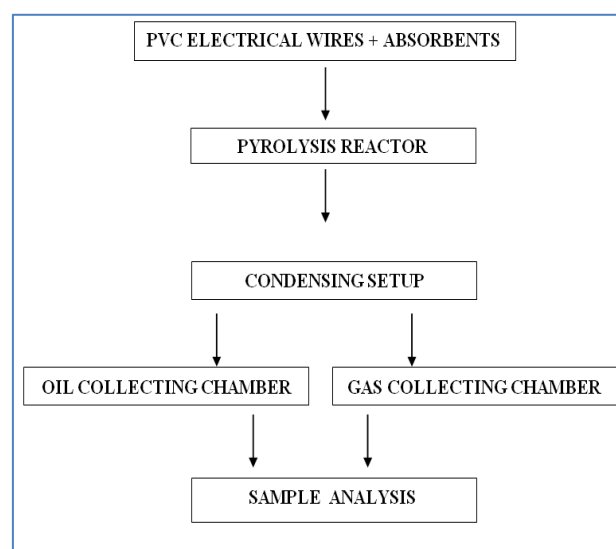 PVC ELECTRICAL WIRES + ABSORBENTS
PYROLYSIS REACTOR
CONDENSING SETUP
OIL COLLECTING CHAMBER
GAS COLLECTING CHAMBER
SAMPLE ANALYSIS